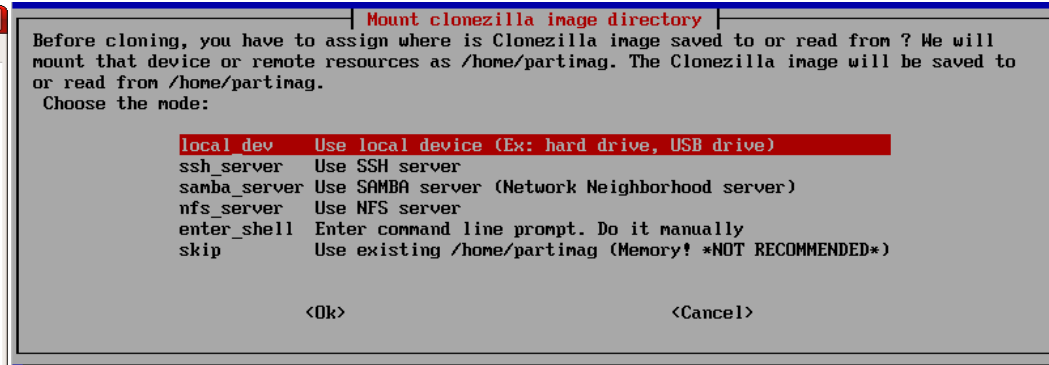 Mount clonezilla image directory
Before cloning, you have to assign where is Clonezilla image saved to or read from ? We will
mount that device or remote resources as /home/partimag. The Clonezilla image will be saved to
or read from /home/partimag.
Choose the mode:
local_dev Use local device (Ex: hard drive, USB drive)
ssh_server Use SSH server
samba_server Use SAMBA server (Network Neighborhood server)
nfs_server Use NFS server
enter_shell Enter command line prompt. Do it manually
skip Use existing /home/partimag (Memory! *NOT RECOMMENDED*)
<Ok> <Cancel>